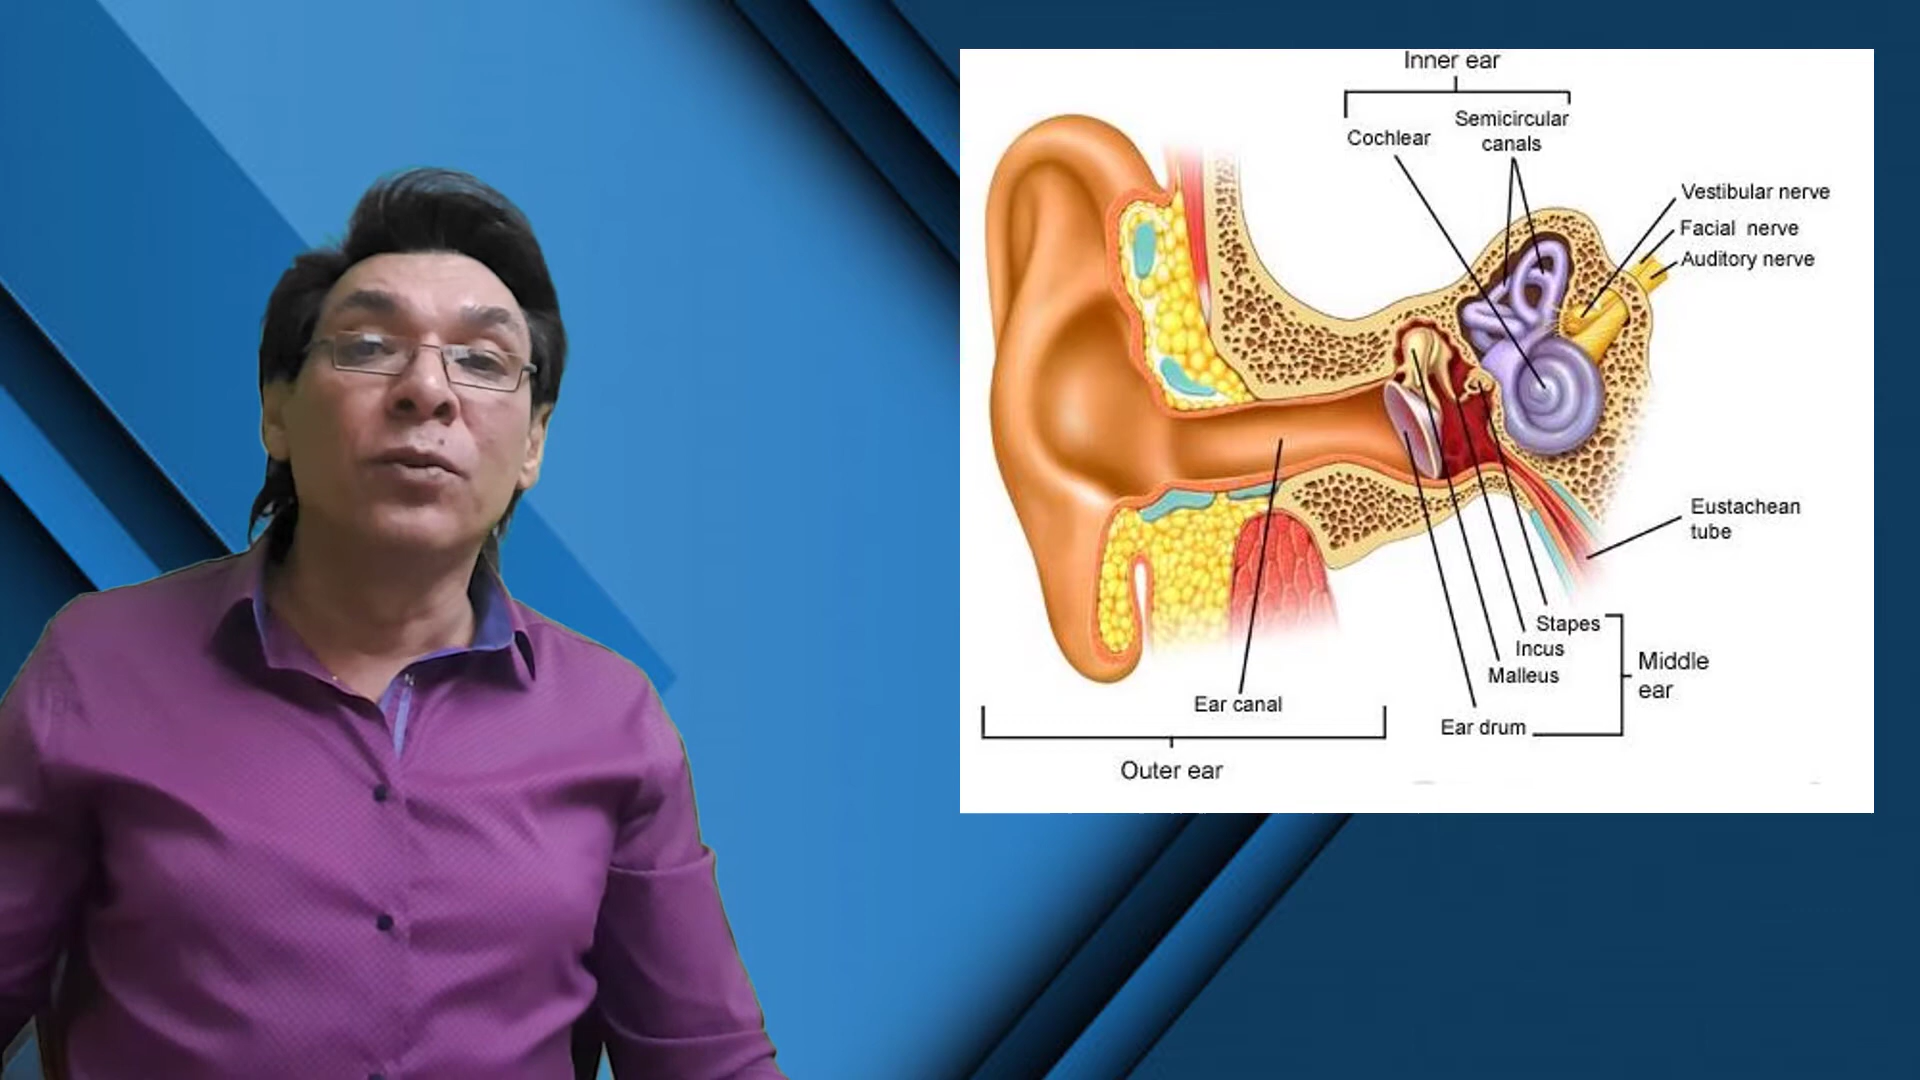 Inner ear
Cochlear
Semicircular
canals
Vestibular nerve
Facial nerve
Auditory nerve
Eustachean
tube
Stapes
Incus
Malleus
Ear drum
Middle
ear
Ear canal
Outer ear